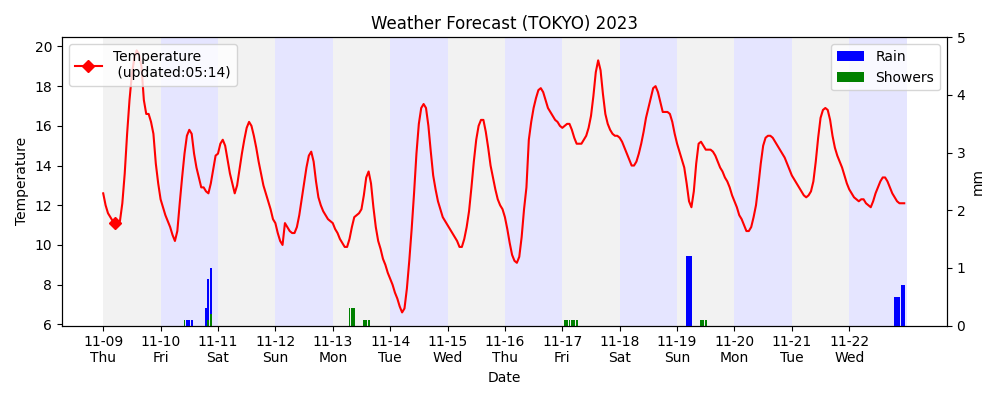 Weather Forecast (TOKYO) 2023
Temperature
(updated:05:14)
Rain
Showers
Temperature
20
18
16
14
12
10
8
6
5
4
3
2
1
0
mm
11-09 11-10 11-11 11-12 11-13 11-14 11-15 11-16 11-17 11-18 11-19 11-20 11-21 11-22
Thu Fri Sat Sun Mon Tue Wed Thu Fri Sat Sun Mon Tue Wed
Date